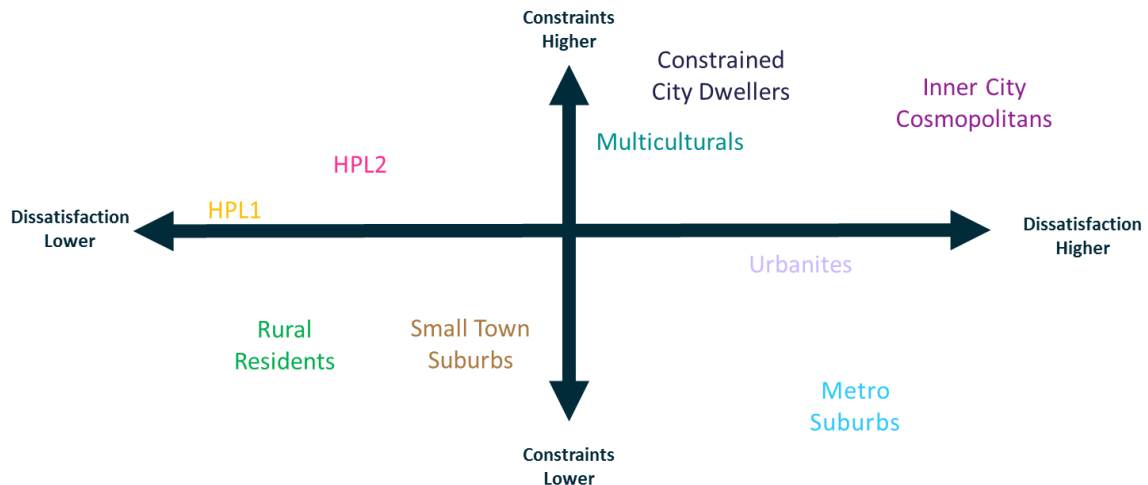 Constraints
Higher
Constrained
City Dwellers
Inner City
Cosmopolitans
Multiculturals
HPL2
HPL1
Dissatisfaction
Lower
Dissatisfaction
Higher
Urbanites
Rural
Residents
Small Town
Suburbs
Metro
Suburbs
Constraints
Lower